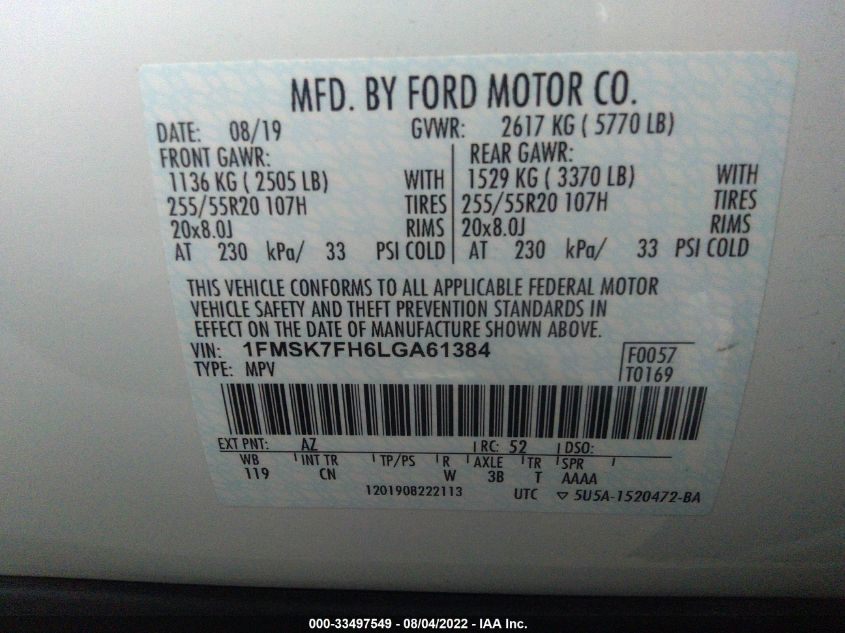 MFD. BY FORD MOTOR CO.
DATE: 08/19 GVWR: 2617 KG ( 5770 LB)
FRONT GAWR: REAR GAWR:
1136 KG ( 2505 LB) WITH 1529 KG ( 3370 LB) WITH
255/55R20 107H TIRES 255/55R20 107H TIRES
20x8.0J RIMS 20x8.0J RIMS
AT 230 kPa/ 33 PSI COLD AT 230 kPa/ 33 PSI COLD
THIS VEHICLE CONFORMS TO ALL APPLICABLE FEDERAL MOTOR
VEHICLE SAFETY AND THEFT PREVENTION STANDARDS IN
EFFECT ON THE DATE OF MANUFACTURE SHOWN ABOVE.
VIN: 1FMSK7FH6LGA61384 F0057
TYPE: MPV T0169
EXT PNT: AZ RC: 52 DSO:
WB INT TR TP/PS R AXLE TR SPR
119 CN W 3B T AAAA
1201908222113 UTC ▽ 5U5A-1520472-BA
000-33497549 - 08/04/2022 - IAA Inc.